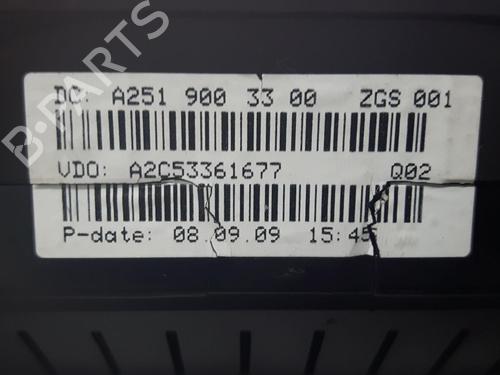 B-PARTS
DC: A251 900 33 00 ZGS 001
VDO: A2C53361677 Q02
P-date: 08.09.09 15:45